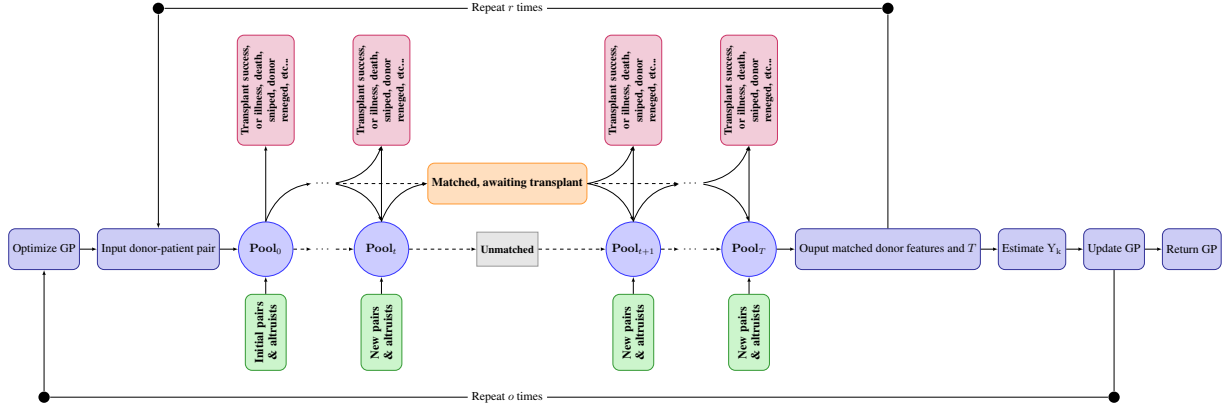 Repeat r times
Transplant success,
or illness, death,
sniped, donor
reneged, etc...
Transplant success,
or illness, death,
sniped, donor
reneged, etc...
Transplant success,
or illness, death,
sniped, donor
reneged, etc...
Transplant success,
or illness, death,
sniped, donor
reneged, etc...
...
Matched, awaiting transplant
...
Optimize GP
Input donor-patient pair
Pool₀
...
Poolₜ
Unmatched
Poolₜ₊₁
...
Pool_T
Ouput matched donor features and T
Estimate Yₖ
Update GP
Return GP
Initial pairs
& altruists
New pairs
& altruists
New pairs
& altruists
New pairs
& altruists
Repeat o times